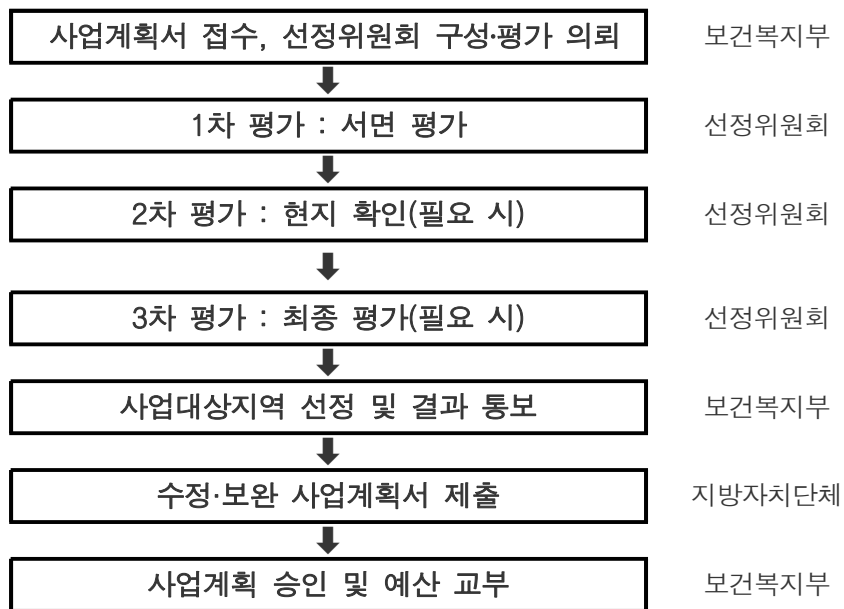 사업계획서 접수, 선정위원회 구성·평가 의뢰 보건복지부
1차 평가 : 서면 평가 선정위원회
2차 평가 : 현지 확인(필요 시) 선정위원회
3차 평가 : 최종 평가(필요 시) 선정위원회
사업대상지역 선정 및 결과 통보 보건복지부
수정·보완 사업계획서 제출 지방자치단체
사업계획 승인 및 예산 교부 보건복지부